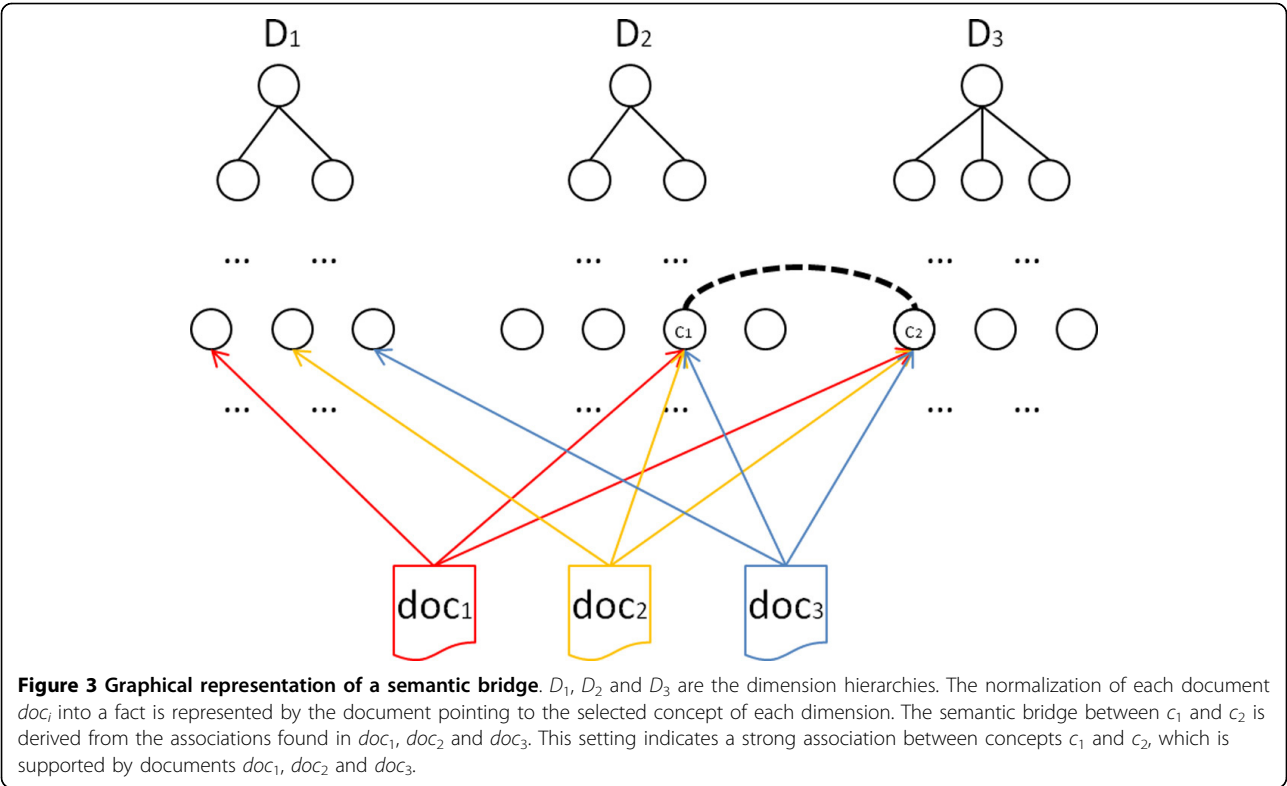 D1 D2 D3
... ... ... ... ... ...
c1 c2
... ... ... ... ... ...
doc1 doc2 doc3
Figure 3 Graphical representation of a semantic bridge. D1, D2 and D3 are the dimension hierarchies. The normalization of each document
doci into a fact is represented by the document pointing to the selected concept of each dimension. The semantic bridge between c1 and c2 is
derived from the associations found in doc1, doc2 and doc3. This setting indicates a strong association between concepts c1 and c2, which is
supported by documents doc1, doc2 and doc3.